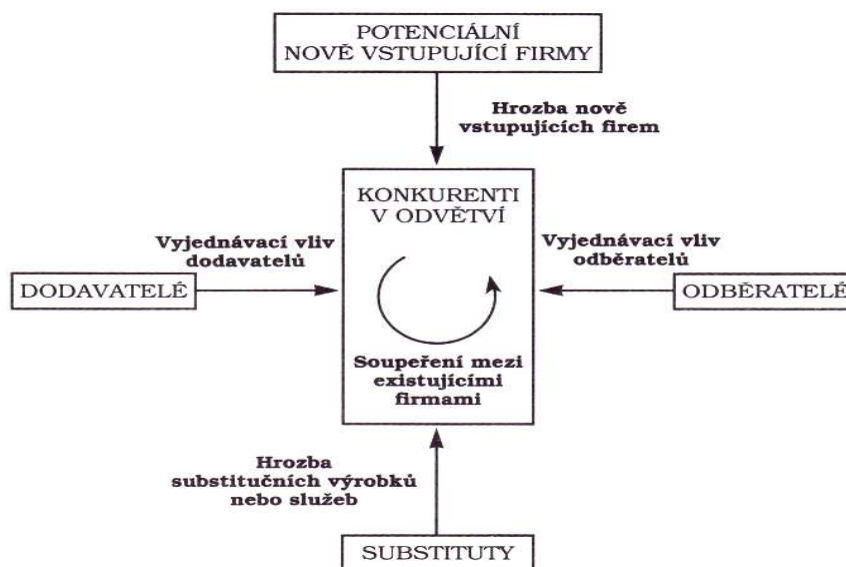 POTENCIÁLNÍ
NOVĚ VSTUPUJÍCÍ FIRMY
Hrozba nově
vstupujících firem
KONKURENTI
V ODVĚTVÍ
Vyjednávací vliv
dodavatelů
Vyjednávací vliv
odběratelů
DODAVATELÉ
ODBĚRATELÉ
Soupeření mezi
existujícími
firmami
Hrozba
substitučních výrobků
nebo služeb
SUBSTITUTY